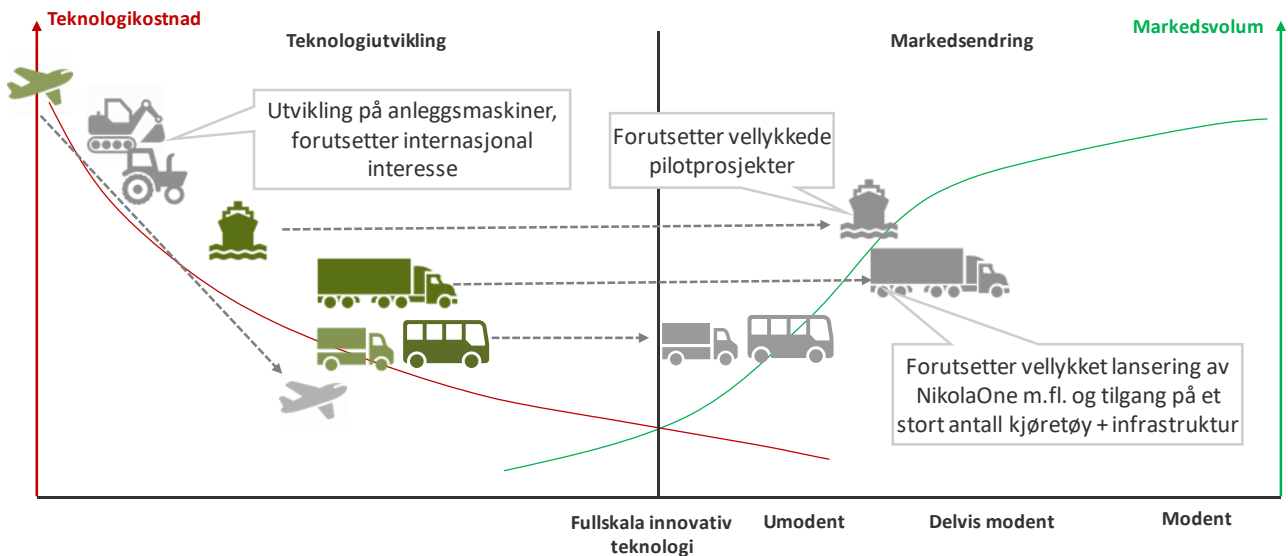 Teknologikostnad
Teknologiutvikling
Markedsendring
Markedsvolum
Utvikling på anleggsmaskiner,
forutsetter internasjonal
interesse
Forutsetter vellykkede
pilotprosjekter
Forutsetter vellykket lansering av
NikolaOne m.fl. og tilgang på et
stort antall kjøretøy + infrastruktur
Fullskala innovativ
teknologi
Umodent
Delvis modent
Modent